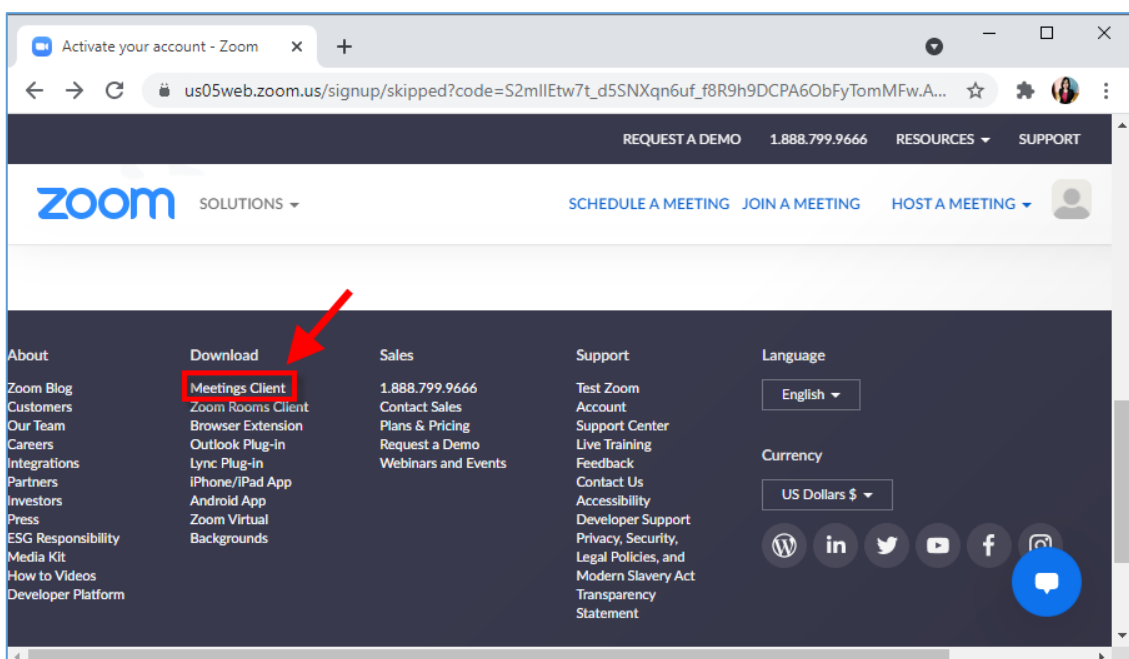 Activate your account - Zoom
us05web.zoom.us/signup/skipped?code=S2mIIEtw7t_d5SNXqn6uf_f8R9h9DCPA6ObFyTomMFw.A...
REQUEST A DEMO 1.888.799.9666 RESOURCES SUPPORT
zoom SOLUTIONS SCHEDULE A MEETING JOIN A MEETING HOST A MEETING
About
Zoom Blog
Customers
Our Team
Careers
Integrations
Partners
Investors
Press
ESG Responsibility
Media Kit
How to Videos
Developer Platform
Download
Meetings Client
Zoom Rooms Client
Browser Extension
Outlook Plug-in
Lync Plug-in
iPhone/iPad App
Android App
Zoom Virtual
Backgrounds
Sales
1.888.799.9666
Contact Sales
Plans & Pricing
Request a Demo
Webinars and Events
Support
Test Zoom
Account
Support Center
Live Training
Feedback
Contact Us
Accessibility
Developer Support
Privacy, Security,
Legal Policies, and
Modern Slavery Act
Transparency
Statement
Language
English
Currency
US Dollars $